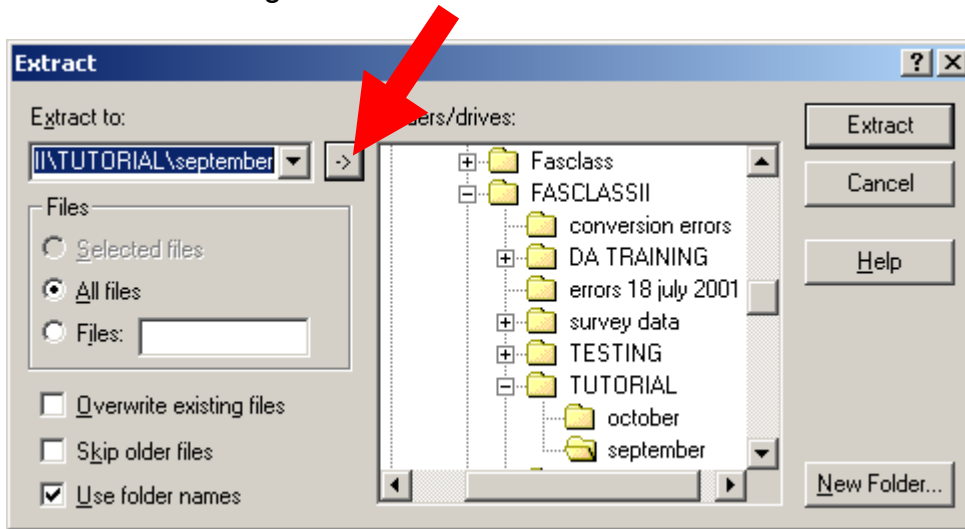 Extract
Extract to:
II\TUTORIAL\september
->
ders/drives:
Files
Selected files
All files
Files:
Overwrite existing files
Skip older files
Use folder names
Fasclass
FASCLASSII
conversion errors
DA TRAINING
errors 18 july 2001
survey data
TESTING
TUTORIAL
october
september
Extract
Cancel
Help
New Folder...